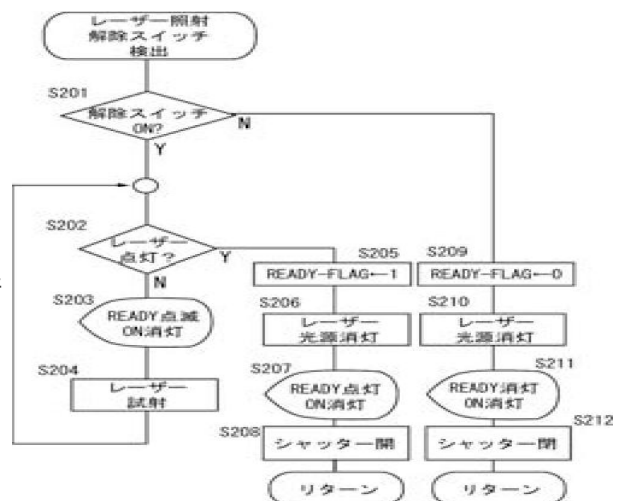 レーザー照射
解除スイッチ
検出
S201
解除スイッチ
ON?
N
Y
S202
レーザー
点灯?
Y
N
S203
READY点滅
ON消灯
S204
レーザー
試射
S205
READY-FLAG←1
S206
レーザー
光源消灯
S207
READY点灯
ON消灯
S208
シャッター開
リターン
S209
READY-FLAG←0
S210
レーザー
光源消灯
S211
READY消灯
ON消灯
S212
シャッター閉
リターン